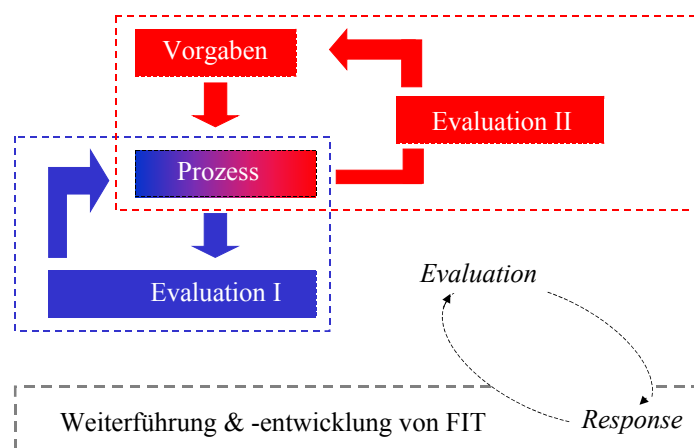 Vorgaben
Evaluation II
Prozess
Evaluation I
Evaluation
Weiterführung & -entwicklung von FIT
Response